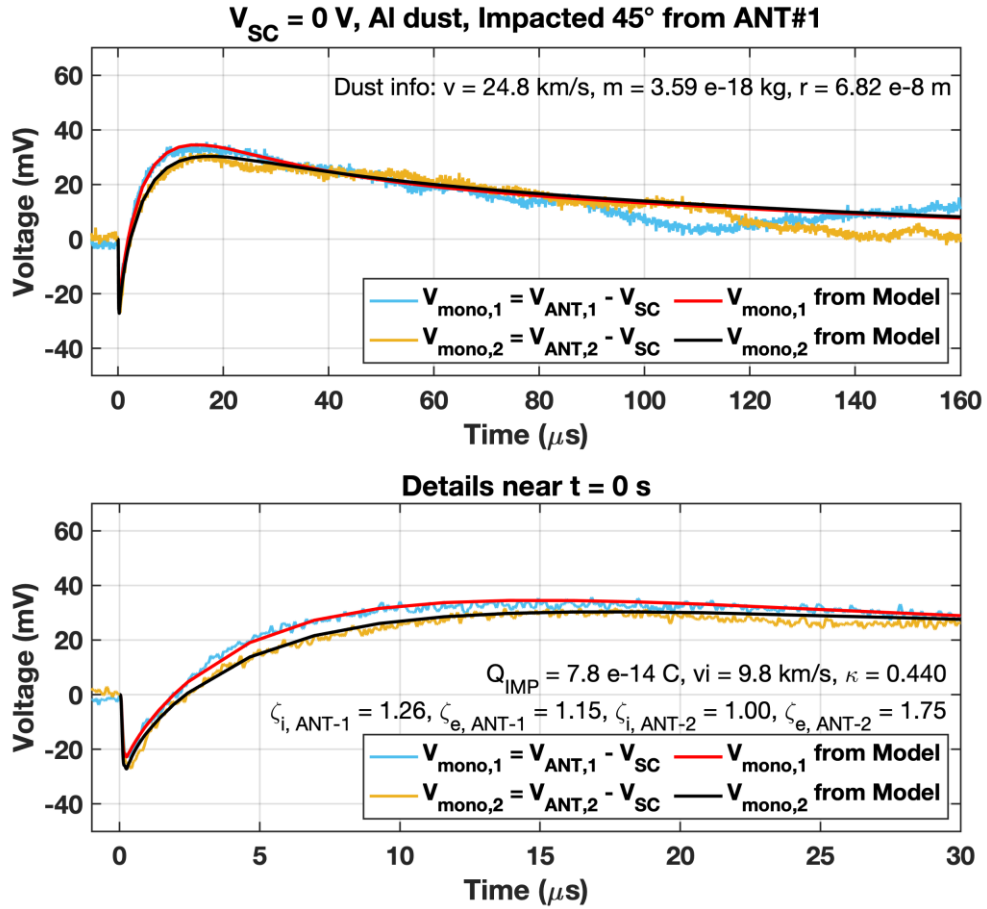 V_SC = 0 V, Al dust, Impacted 45° from ANT#1
Dust info: v = 24.8 km/s, m = 3.59 e-18 kg, r = 6.82 e-8 m
Voltage (mV)
60
40
20
0
-20
-40
V_mono,1 = V_ANT,1 - V_SC
V_mono,1 from Model
V_mono,2 = V_ANT,2 - V_SC
V_mono,2 from Model
0 20 40 60 80 100 120 140 160
Time (μs)
Details near t = 0 s
Voltage (mV)
60
40
20
0
-20
-40
Q_IMP = 7.8 e-14 C, vi = 9.8 km/s, κ = 0.440
ζ_i, ANT-1 = 1.26, ζ_e, ANT-1 = 1.15, ζ_i, ANT-2 = 1.00, ζ_e, ANT-2 = 1.75
V_mono,1 = V_ANT,1 - V_SC
V_mono,1 from Model
V_mono,2 = V_ANT,2 - V_SC
V_mono,2 from Model
0 5 10 15 20 25 30
Time (μs)